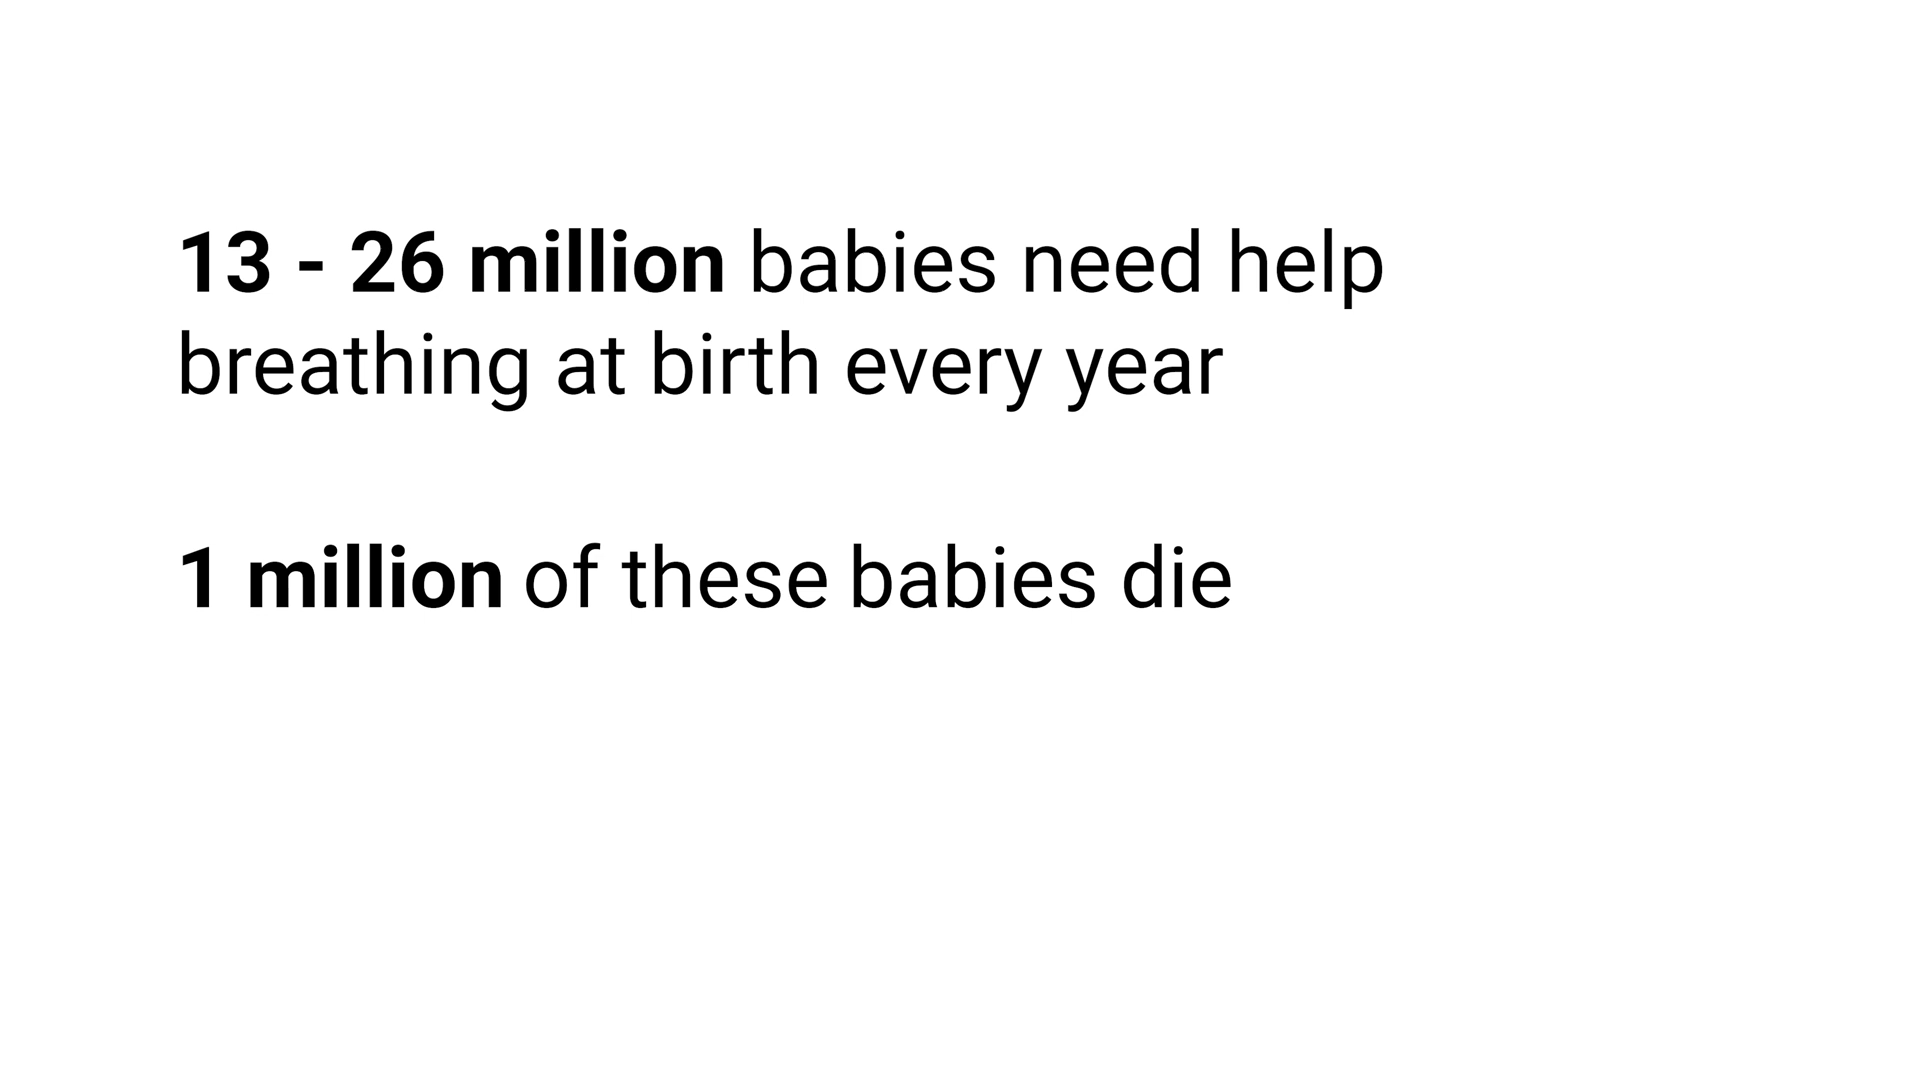 13 - 26 million babies need help
breathing at birth every year
1 million of these babies die